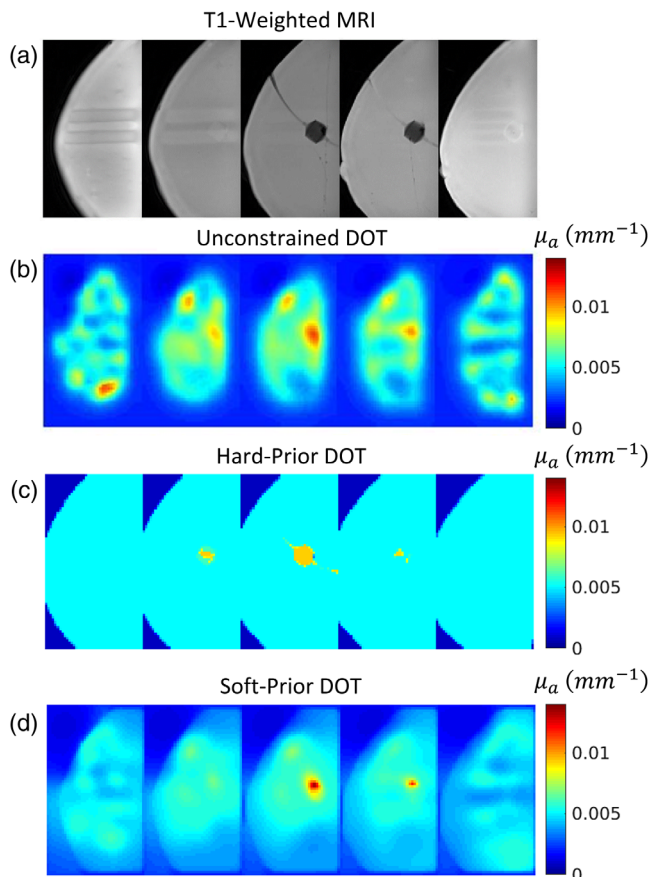 T1-Weighted MRI
(a)
Unconstrained DOT
μₐ (mm⁻¹)
(b)
0.01
0.005
0
Hard-Prior DOT
μₐ (mm⁻¹)
(c)
0.01
0.005
0
Soft-Prior DOT
μₐ (mm⁻¹)
(d)
0.01
0.005
0